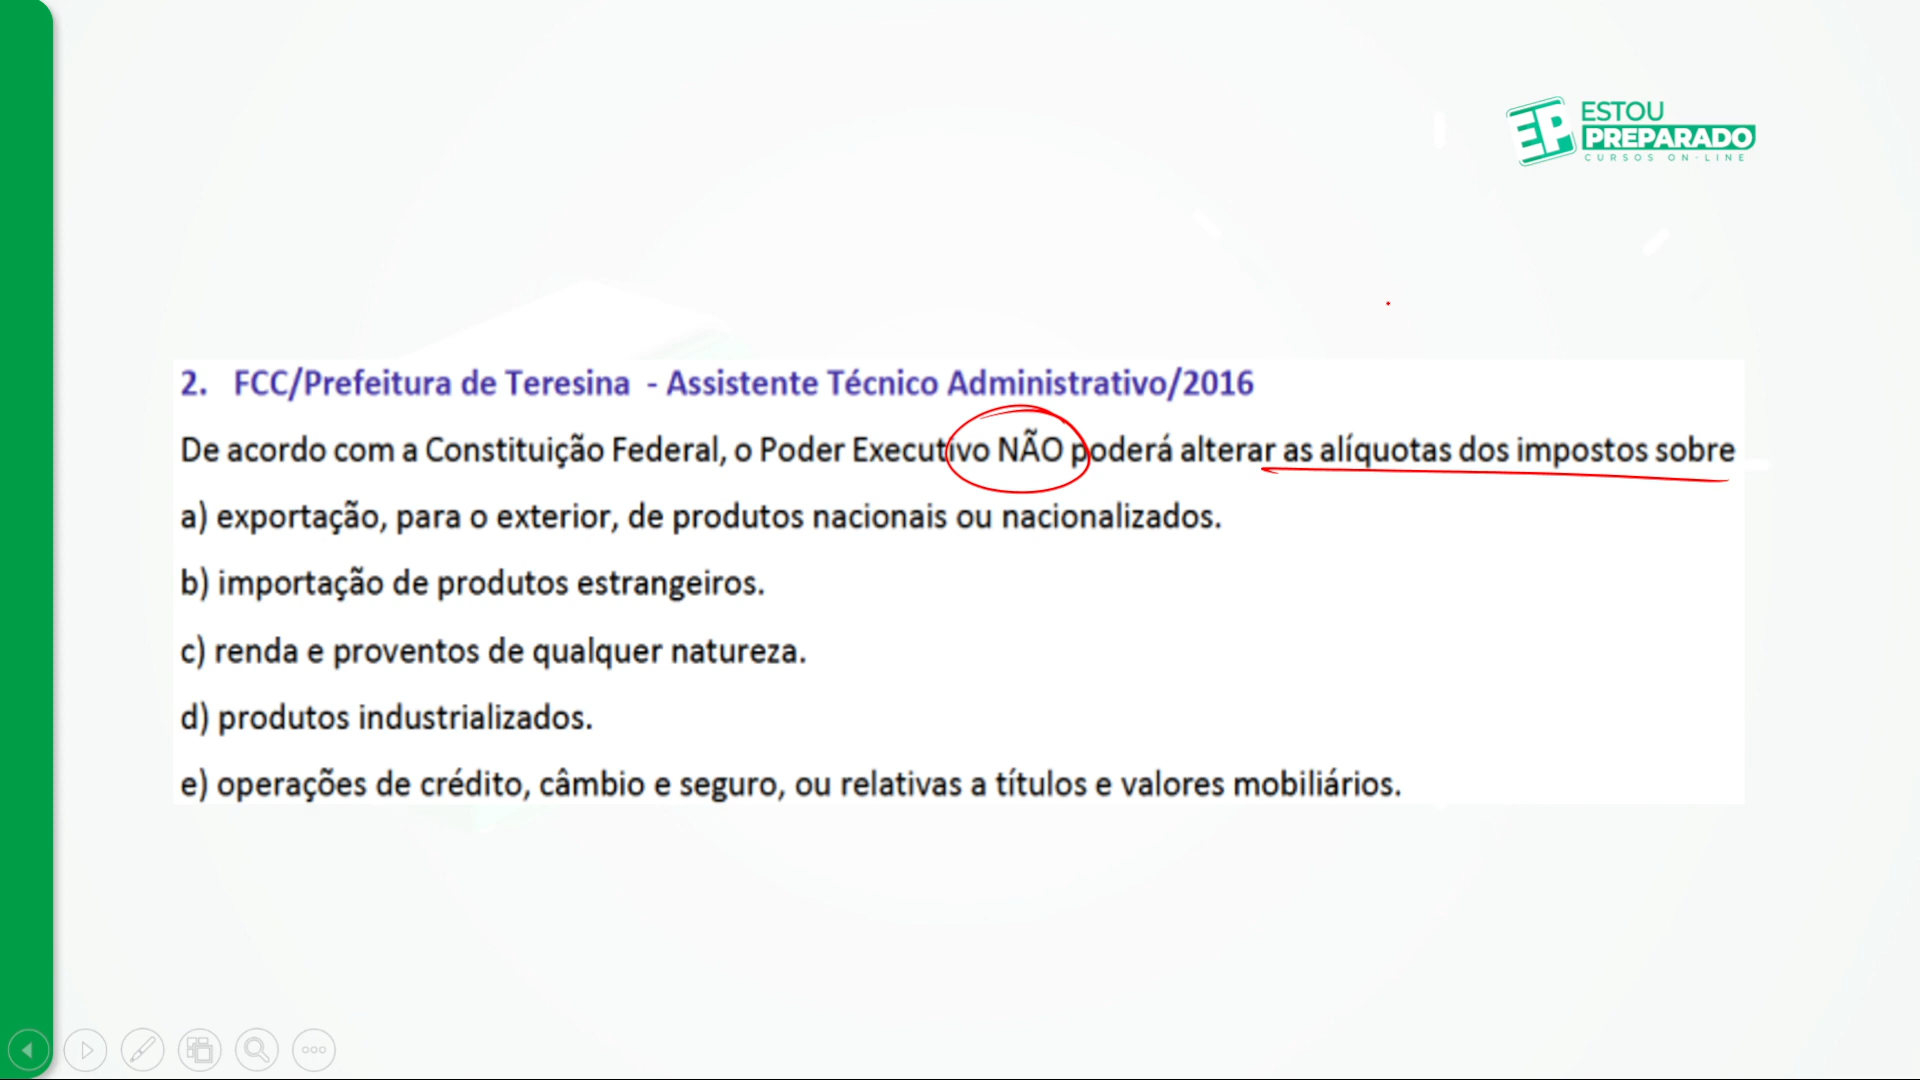 EP ESTOU
PREPARADO
CURSOS ON-LINE
2. FCC/Prefeitura de Teresina - Assistente Técnico Administrativo/2016
De acordo com a Constituição Federal, o Poder Executivo NÃO poderá alterar as alíquotas dos impostos sobre
a) exportação, para o exterior, de produtos nacionais ou nacionalizados.
b) importação de produtos estrangeiros.
c) renda e proventos de qualquer natureza.
d) produtos industrializados.
e) operações de crédito, câmbio e seguro, ou relativas a títulos e valores mobiliários.